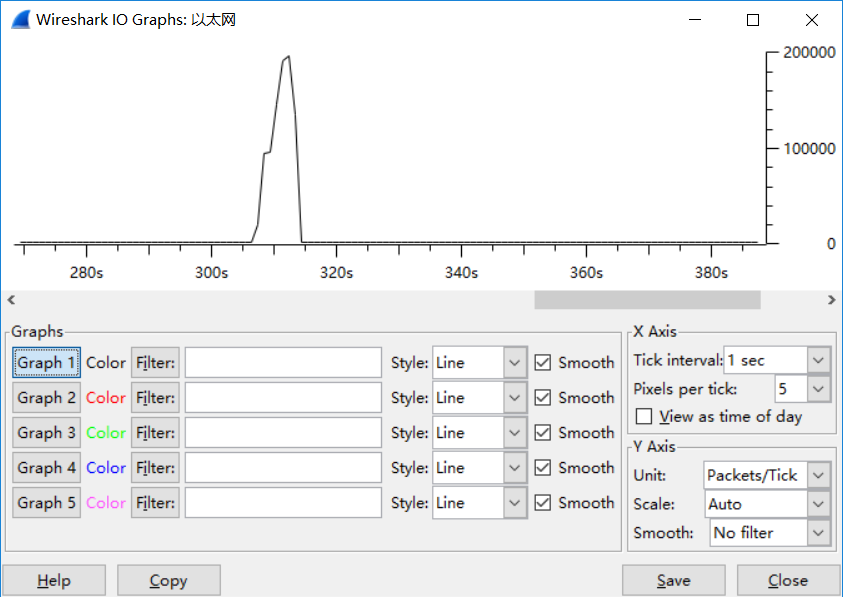 Wireshark IO Graphs: 以太网
200000
100000
0
280s 300s 320s 340s 360s 380s
Graphs
Graph 1 Color Filter: Style: Line Smooth
Graph 2 Color Filter: Style: Line Smooth
Graph 3 Color Filter: Style: Line Smooth
Graph 4 Color Filter: Style: Line Smooth
Graph 5 Color Filter: Style: Line Smooth
X Axis
Tick interval: 1 sec
Pixels per tick: 5
View as time of day
Y Axis
Unit: Packets/Tick
Scale: Auto
Smooth: No filter
Help Copy Save Close